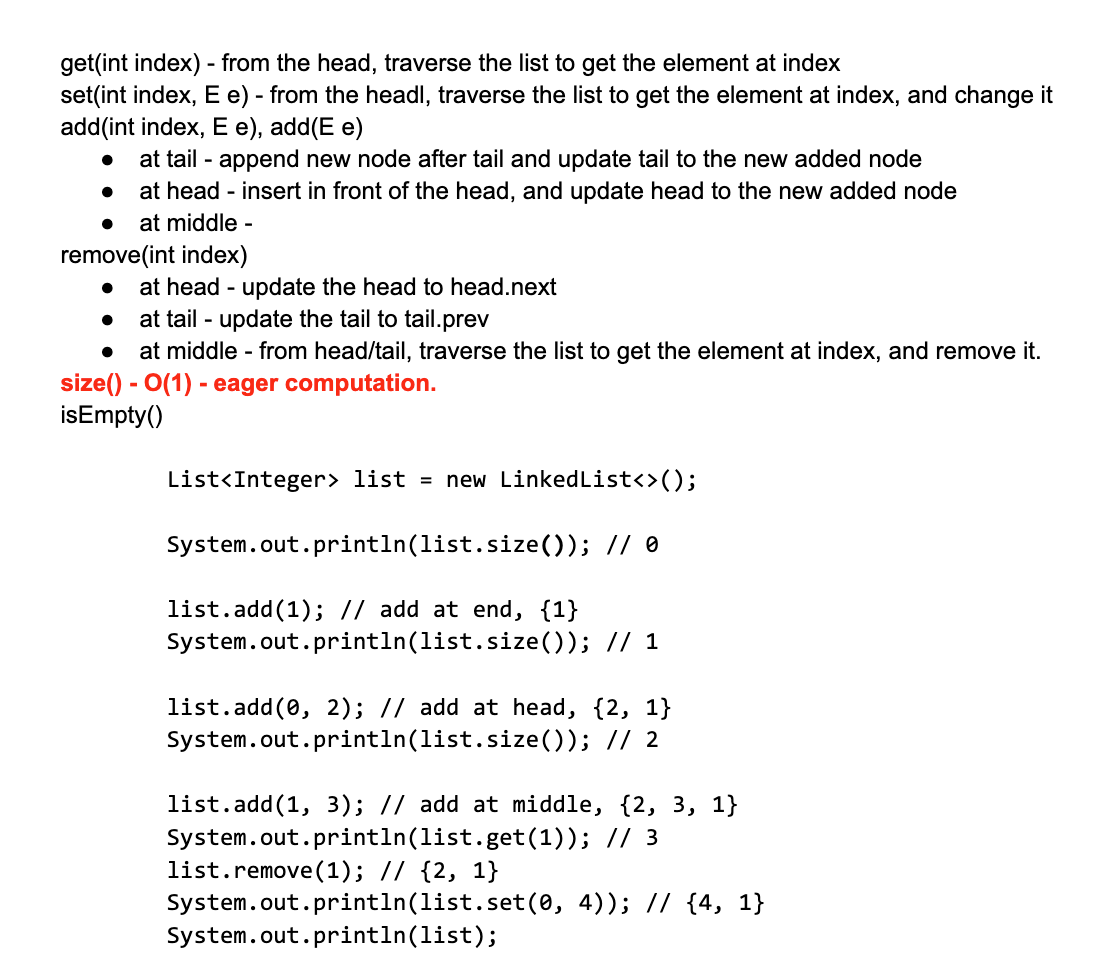 get(int index) - from the head, traverse the list to get the element at index
set(int index, E e) - from the headl, traverse the list to get the element at index, and change it
add(int index, E e), add(E e)
● at tail - append new node after tail and update tail to the new added node
● at head - insert in front of the head, and update head to the new added node
● at middle -
remove(int index)
● at head - update the head to head.next
● at tail - update the tail to tail.prev
● at middle - from head/tail, traverse the list to get the element at index, and remove it.
size() - O(1) - eager computation.
isEmpty()
List<Integer> list = new LinkedList<>();
System.out.println(list.size()); // 0
list.add(1); // add at end, {1}
System.out.println(list.size()); // 1
list.add(0, 2); // add at head, {2, 1}
System.out.println(list.size()); // 2
list.add(1, 3); // add at middle, {2, 3, 1}
System.out.println(list.get(1)); // 3
list.remove(1); // {2, 1}
System.out.println(list.set(0, 4)); // {4, 1}
System.out.println(list);